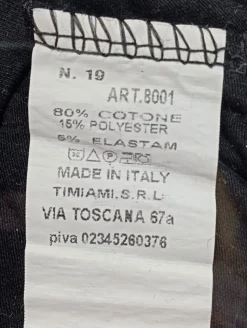 N. 19
ART.8001
80% COTONE
15% POLYESTER
5% ELASTAM
MADE IN ITALY
TIMIAMI.S.R.L
VIA TOSCANA 67a
piva 02345260376